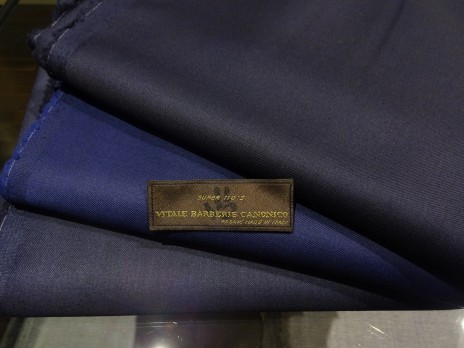 SUPER 110'S
VITALE BARBERIS CANONICO
MADE IN ITALY